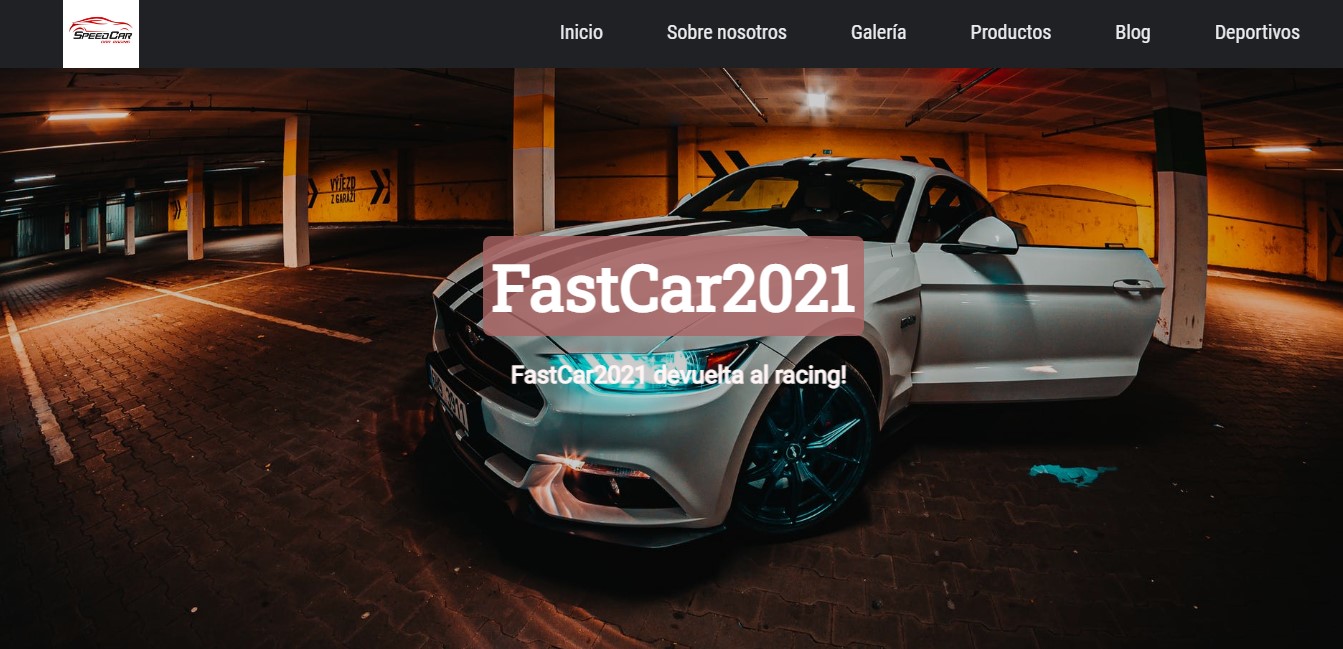 SPEEDCAR
Inicio
Sobre nosotros
Galería
Productos
Blog
Deportivos
VÝJEZD
Z GARÁŽÍ
FastCar2021
FastCar2021 devuelta al racing!